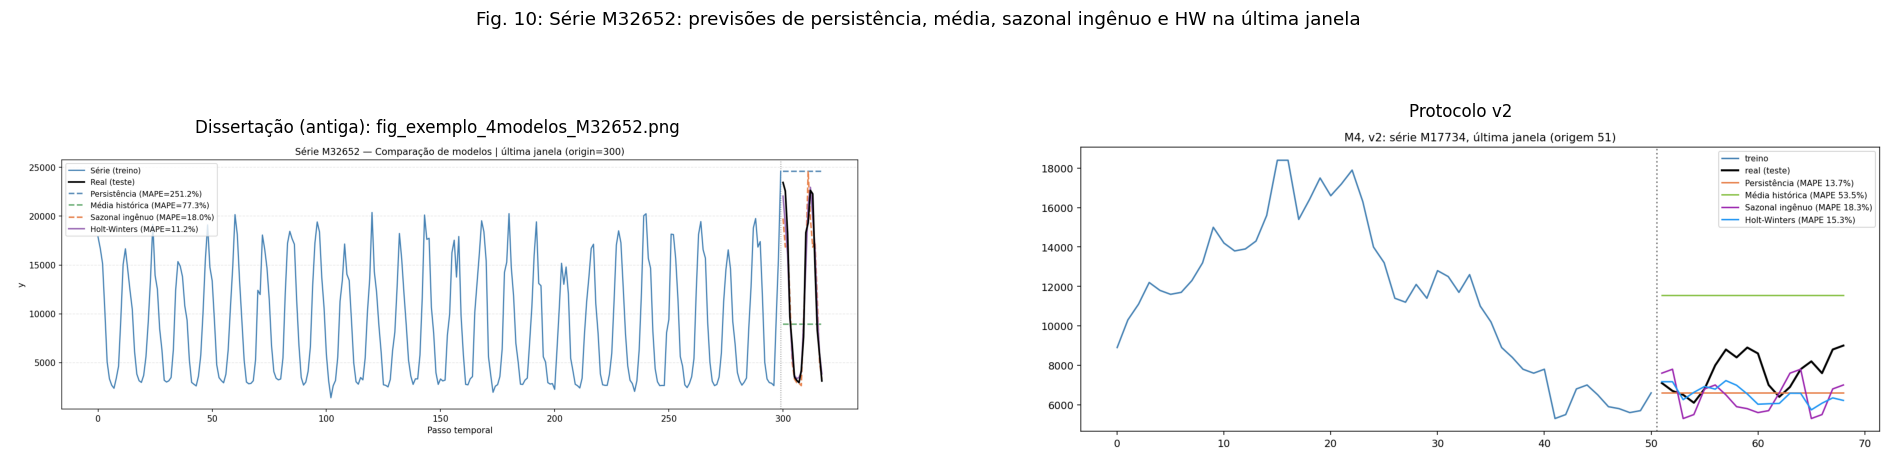 Fig. 10: Série M32652: previsões de persistência, média, sazonal ingênuo e HW na última janela
Dissertação (antiga): fig_exemplo_4modelos_M32652.png
Série M32652 — Comparação de modelos | última janela (origin=300)
25000
20000
15000
10000
5000
y
Série (treino)
Real (teste)
Persistência (MAPE=251.2%)
Média histórica (MAPE=77.3%)
Sazonal ingênuo (MAPE=18.0%)
Holt-Winters (MAPE=11.2%)
0 50 100 150 200 250 300
Passo temporal
Protocolo v2
M4, v2: série M17734, última janela (origem 51)
18000
16000
14000
12000
10000
8000
6000
treino
real (teste)
Persistência (MAPE 13.7%)
Média histórica (MAPE 53.5%)
Sazonal ingênuo (MAPE 18.3%)
Holt-Winters (MAPE 15.3%)
0 10 20 30 40 50 60 70